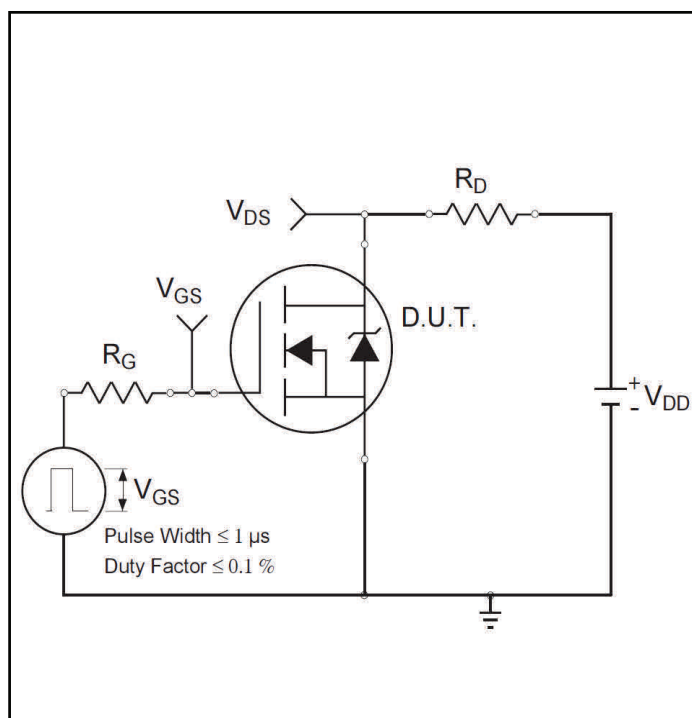 R_D
V_DS
V_GS
D.U.T.
R_G
+
V_DD
-
V_GS
Pulse Width ≤ 1 µs
Duty Factor ≤ 0.1 %